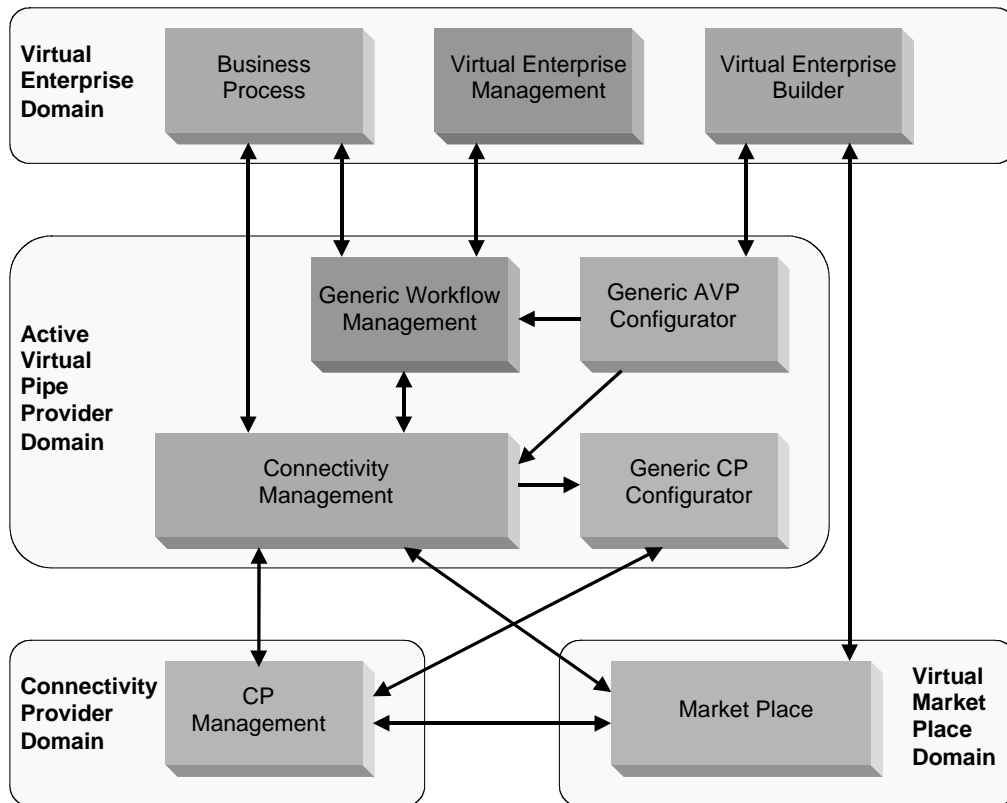 Virtual
Enterprise
Domain
Business
Process
Virtual Enterprise
Management
Virtual Enterprise
Builder
Active
Virtual
Pipe
Provider
Domain
Generic Workflow
Management
Generic AVP
Configurator
Connectivity
Management
Generic CP
Configurator
Connectivity
Provider
Domain
CP
Management
Market Place
Virtual
Market
Place
Domain